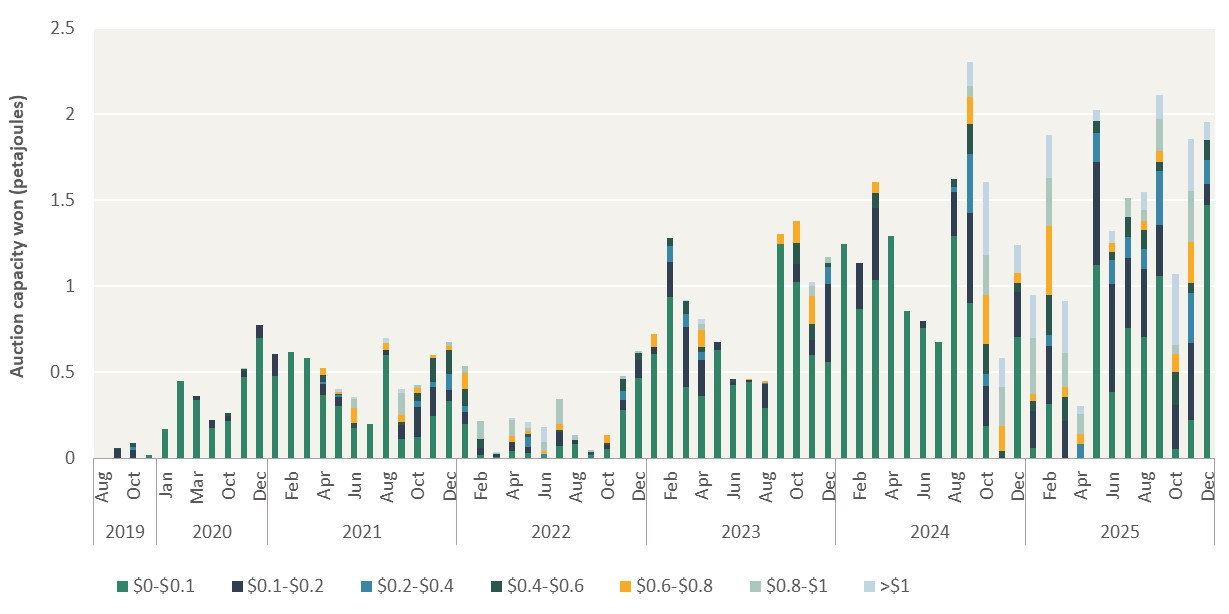 Auction capacity won (petajoules)
2.5
2
1.5
1
0.5
0
Aug Oct Jan Mar Aug Oct Dec Feb Apr Jun Aug Oct Dec Feb Apr Jun Aug Oct Dec Feb Apr Jun Aug Oct Dec Feb Apr Jun Aug Oct Dec Feb Apr Jun Aug Oct Dec
2019 2020 2021 2022 2023 2024 2025
$0-$0.1 $0.1-$0.2 $0.2-$0.4 $0.4-$0.6 $0.6-$0.8 $0.8-$1 >$1